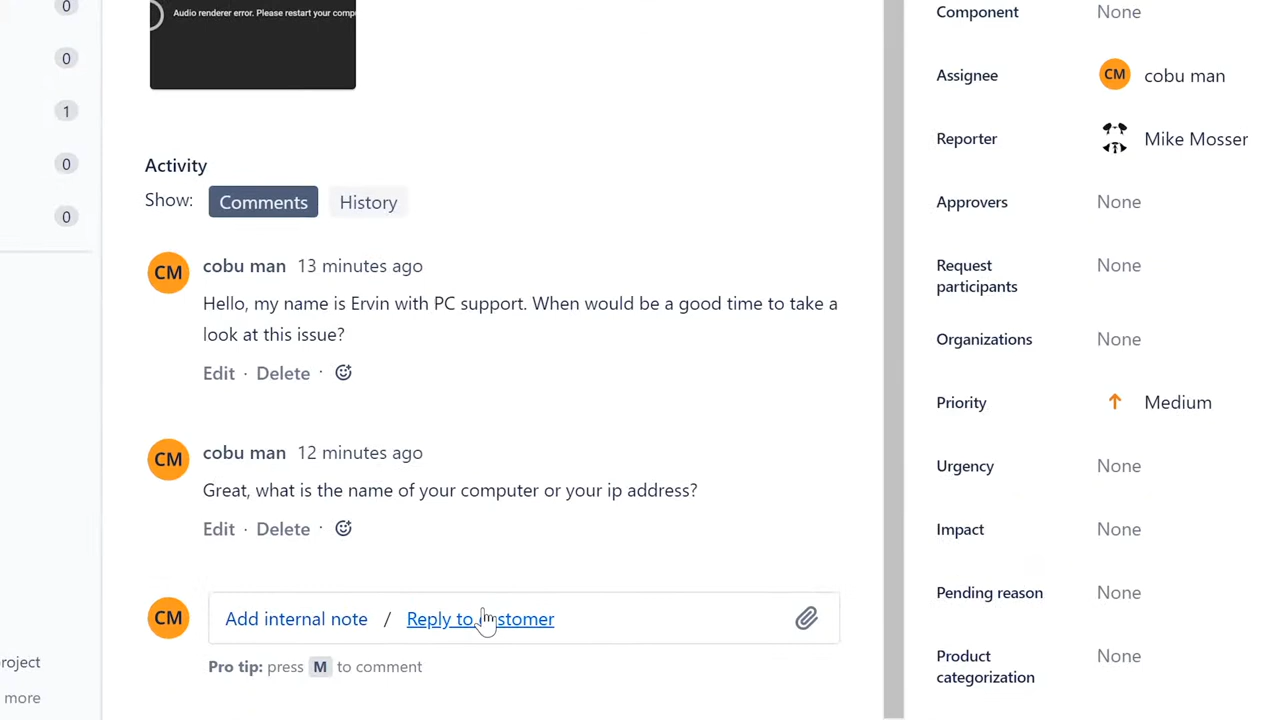 0
0
1
0
0
Audio renderer error. Please restart your comp
Activity
Show: Comments History
CM cobu man 13 minutes ago
Hello, my name is Ervin with PC support. When would be a good time to take a
look at this issue?
Edit · Delete ·
CM cobu man 12 minutes ago
Great, what is the name of your computer or your ip address?
Edit · Delete ·
CM Add internal note / Reply to customer
Pro tip: press M to comment
roject
more
Component None
Assignee CM cobu man
Reporter Mike Mosser
Approvers None
Request
participants None
Organizations None
Priority Medium
Urgency None
Impact None
Pending reason None
Product
categorization None